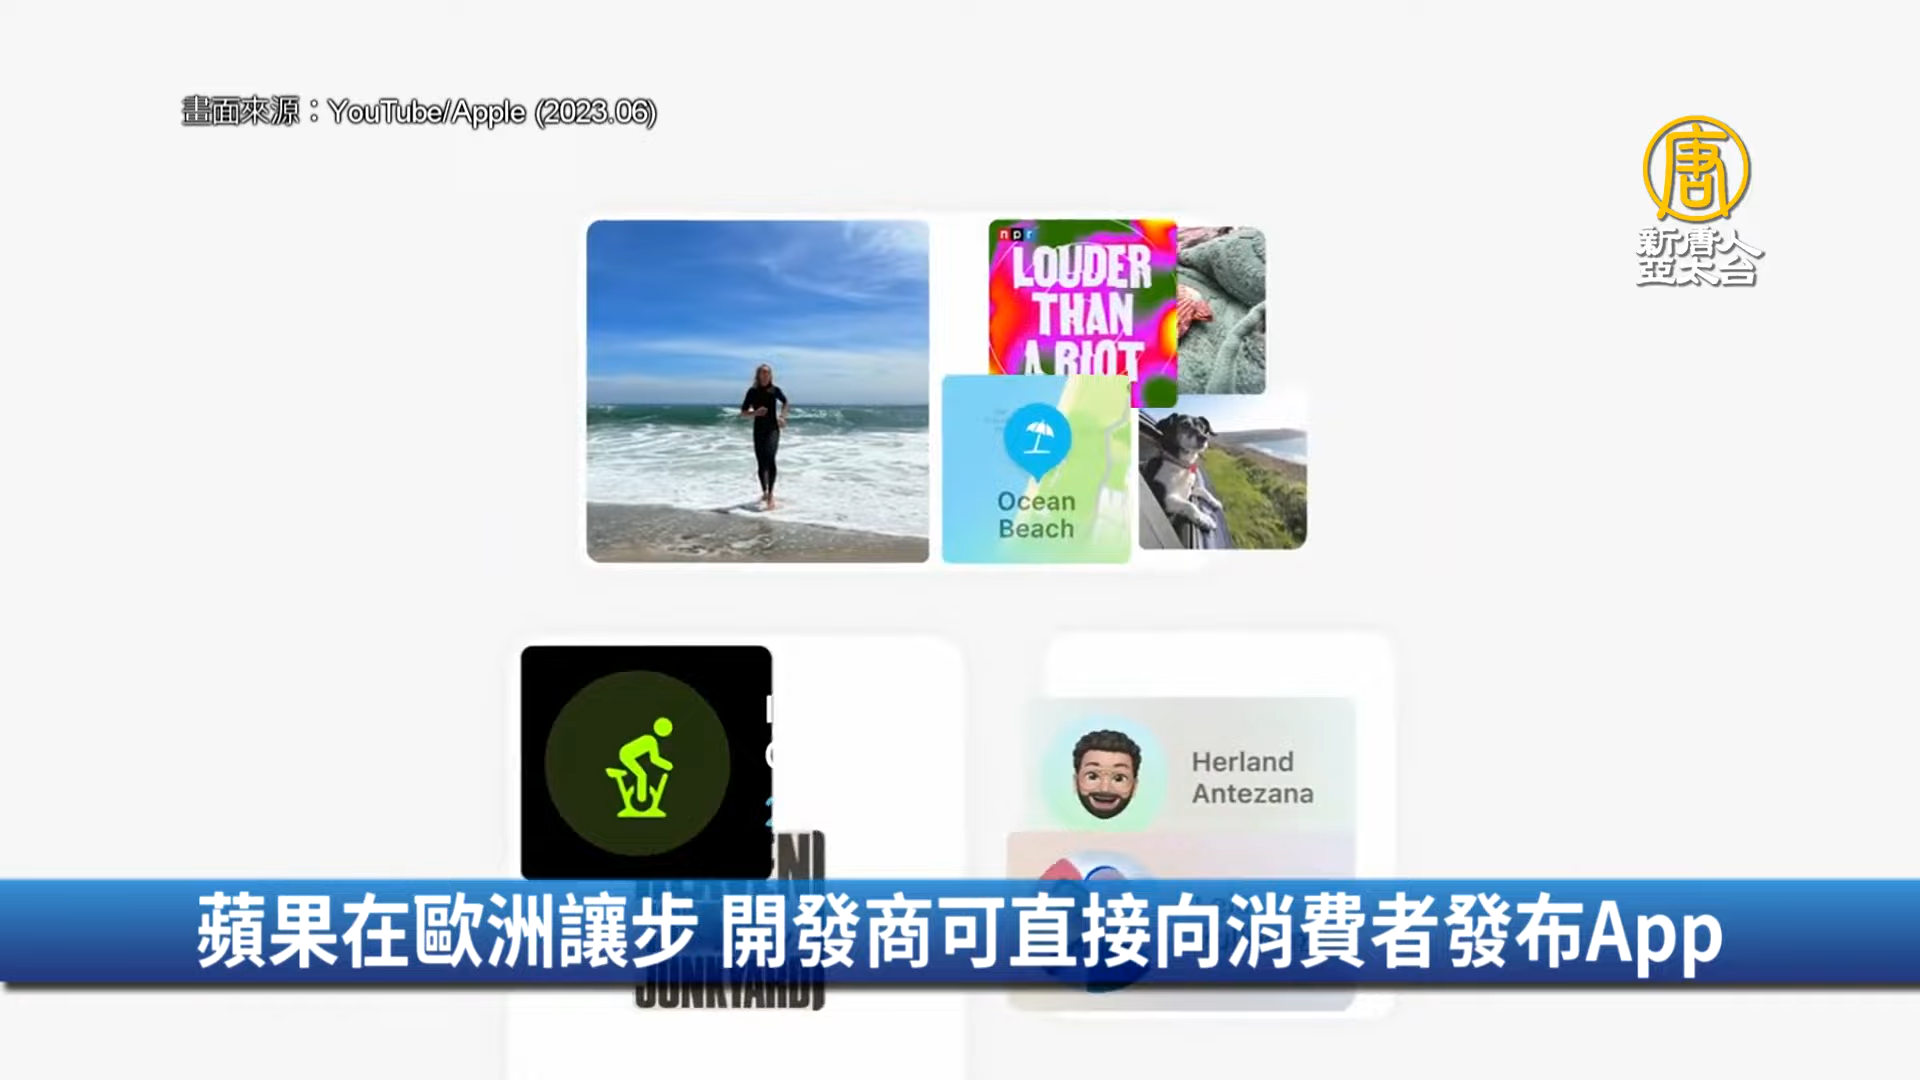 畫面來源：YouTube/Apple (2023.06)
唐
新唐人
亞太台
npr
LOUDER
THAN
A RIOT
Ocean
Beach
Herland
Antezana
蘋果在歐洲讓步 開發商可直接向消費者發布App
JUNKYARD